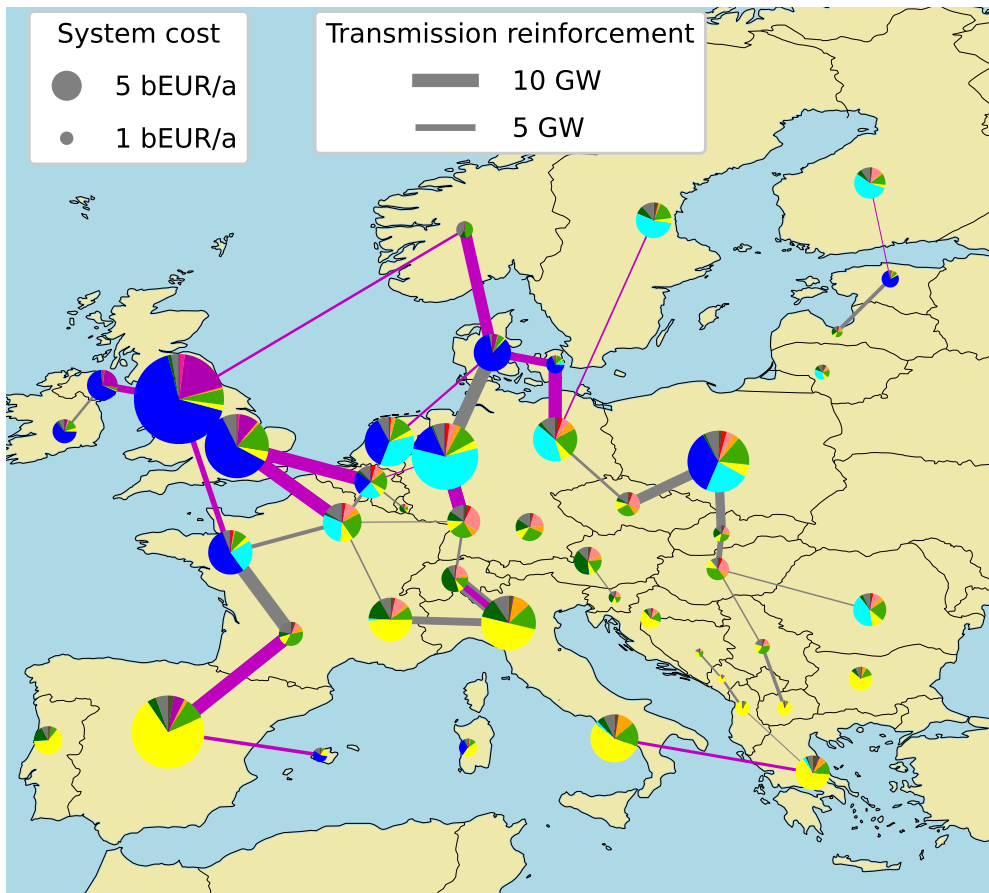 System cost
5 bEUR/a
1 bEUR/a
Transmission reinforcement
10 GW
5 GW